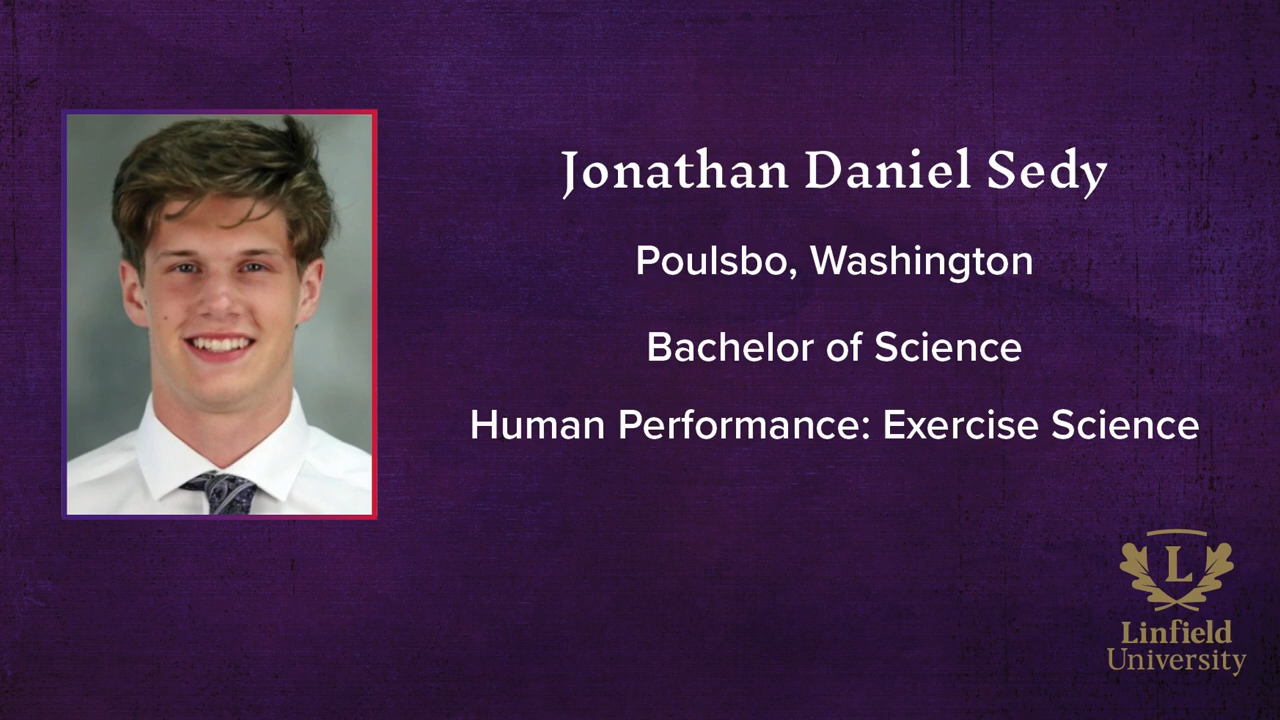 Jonathan Daniel Sedy
Poulsbo, Washington
Bachelor of Science
Human Performance: Exercise Science
L
Linfield
University